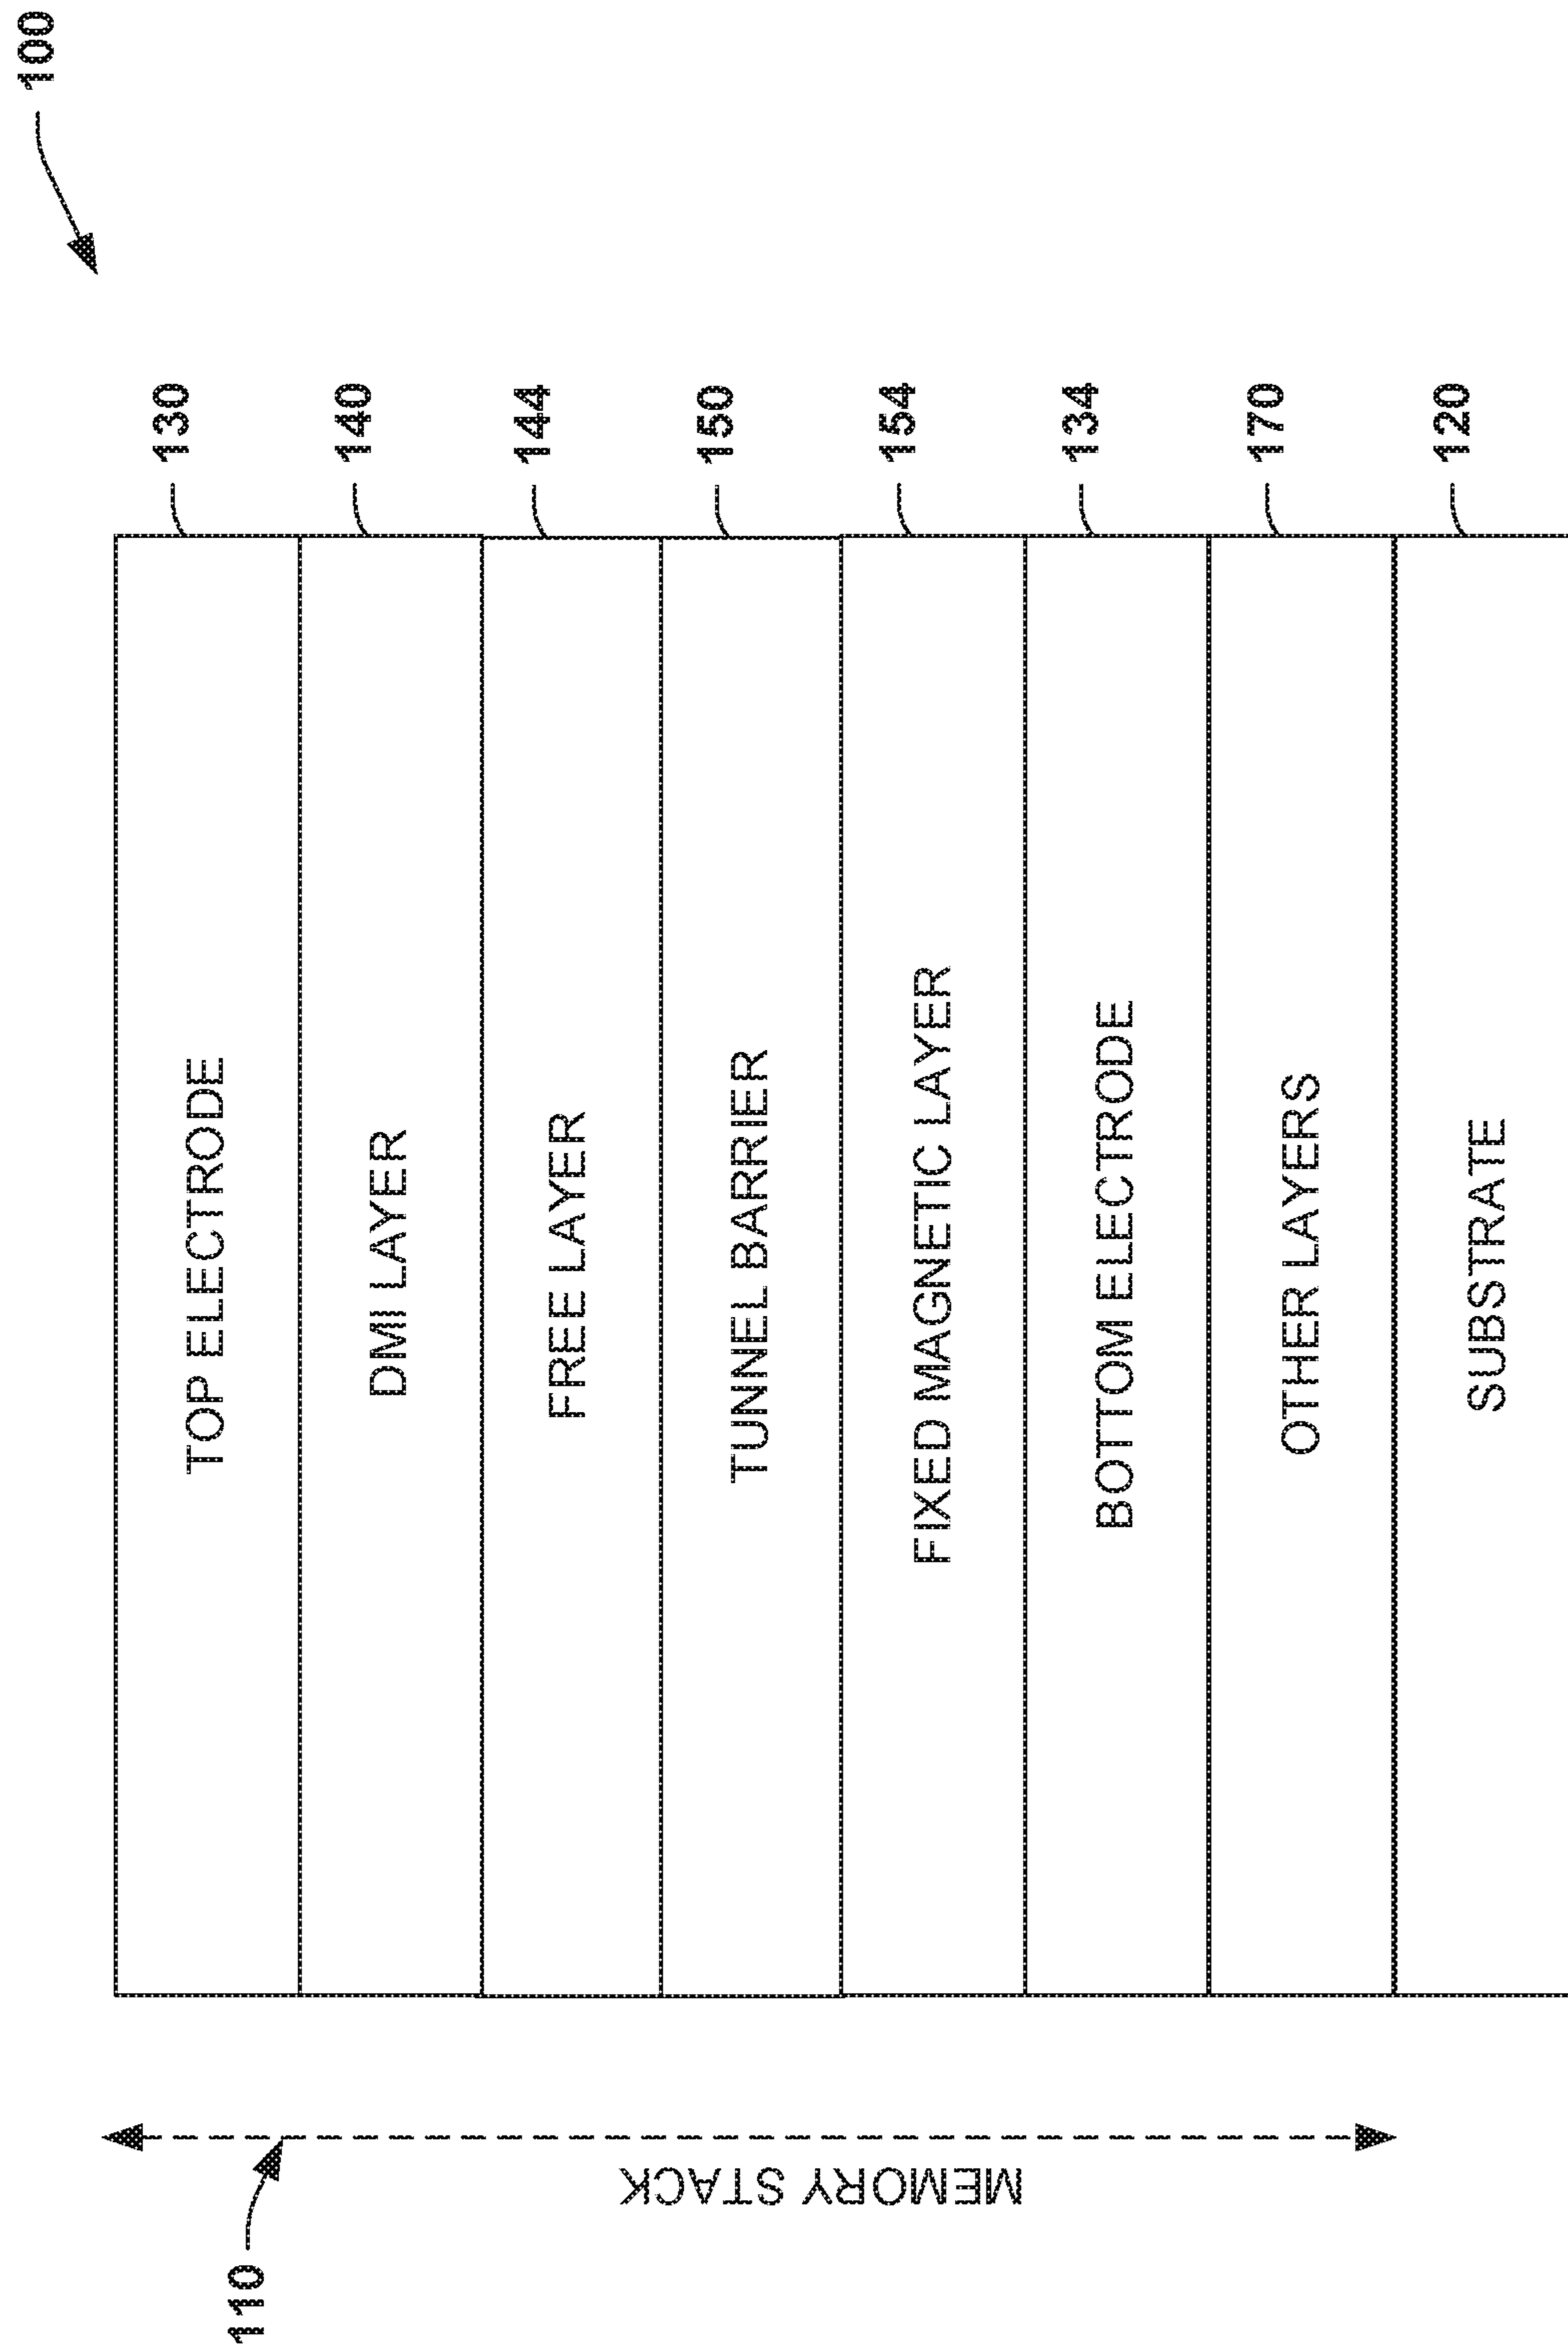 100
TOP ELECTRODE
130
DMI LAYER
140
FREE LAYER
144
TUNNEL BARRIER
150
FIXED MAGNETIC LAYER
154
BOTTOM ELECTRODE
134
OTHER LAYERS
170
SUBSTRATE
120
MEMORY STACK
110